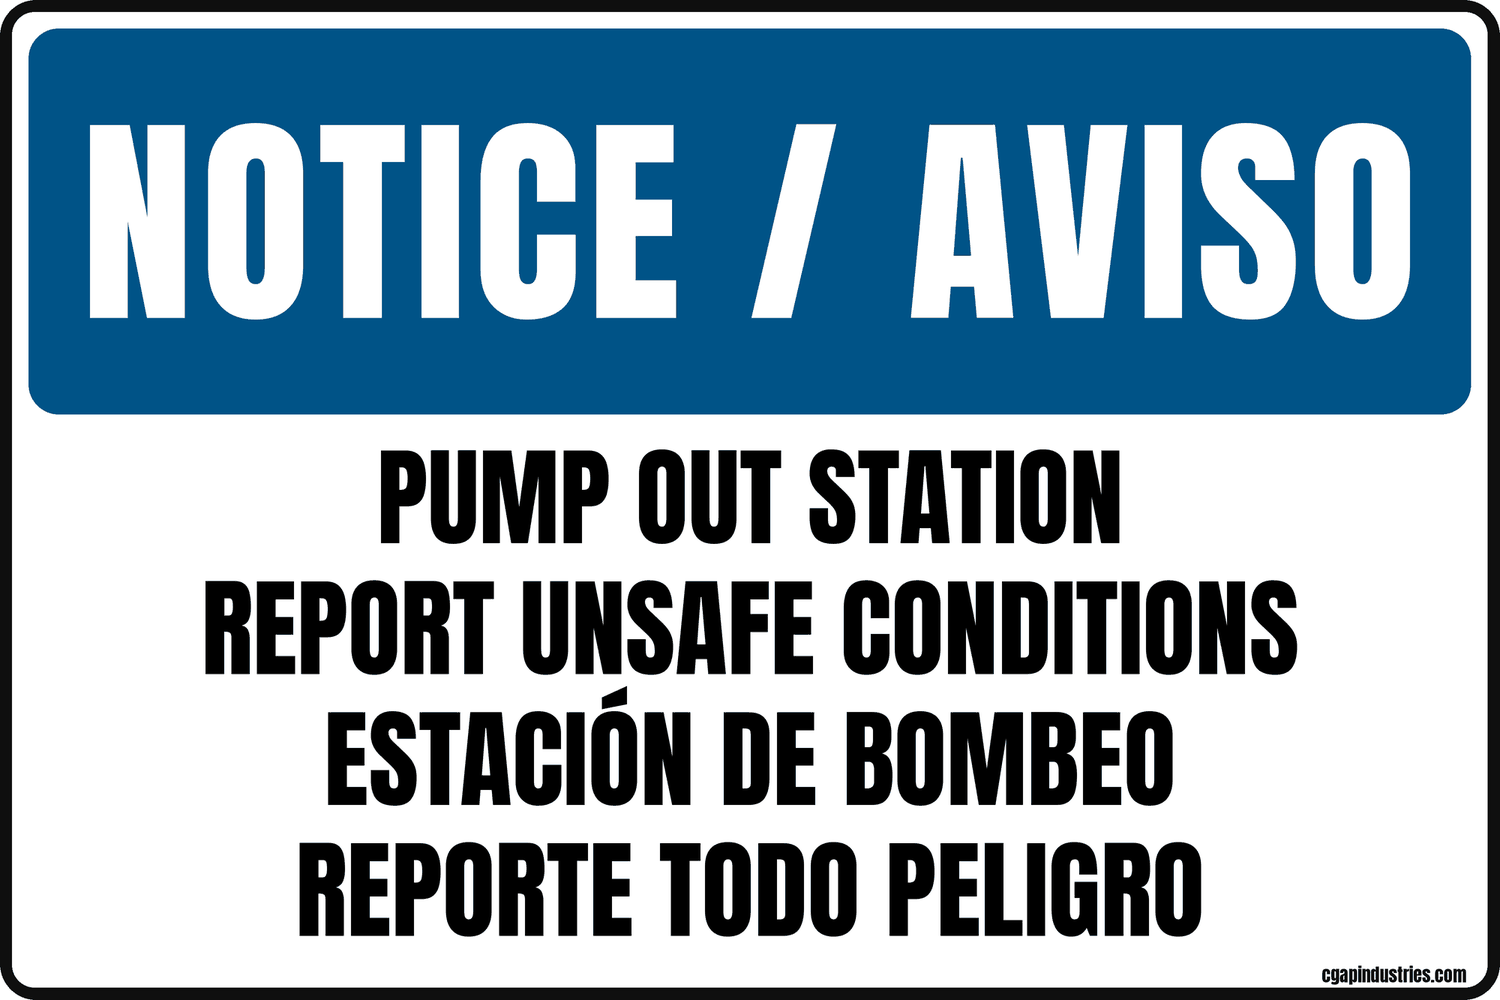 NOTICE / AVISO
PUMP OUT STATION
REPORT UNSAFE CONDITIONS
ESTACIÓN DE BOMBEO
REPORTE TODO PELIGRO
cgapindustries.com